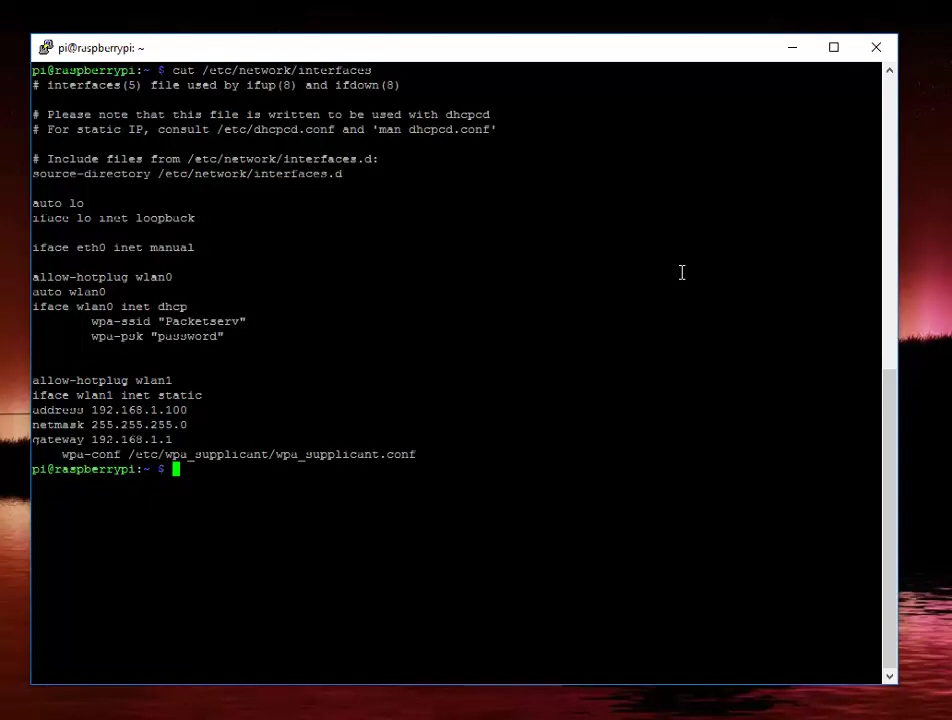 pi@raspberrypi: ~
pi@raspberrypi:~ $ cat /etc/network/interfaces
# interfaces(5) file used by ifup(8) and ifdown(8)
# Please note that this file is written to be used with dhcpcd
# For static IP, consult /etc/dhcpcd.conf and 'man dhcpcd.conf'
# Include files from /etc/network/interfaces.d:
source-directory /etc/network/interfaces.d
auto lo
iface lo inet loopback
iface eth0 inet manual
allow-hotplug wlan0
auto wlan0
iface wlan0 inet dhcp
wpa-ssid "Packetserv"
wpa-psk "password"
allow-hotplug wlan1
iface wlan1 inet static
address 192.168.1.100
netmask 255.255.255.0
gateway 192.168.1.1
wpa-conf /etc/wpa_supplicant/wpa_supplicant.conf
pi@raspberrypi:~ $